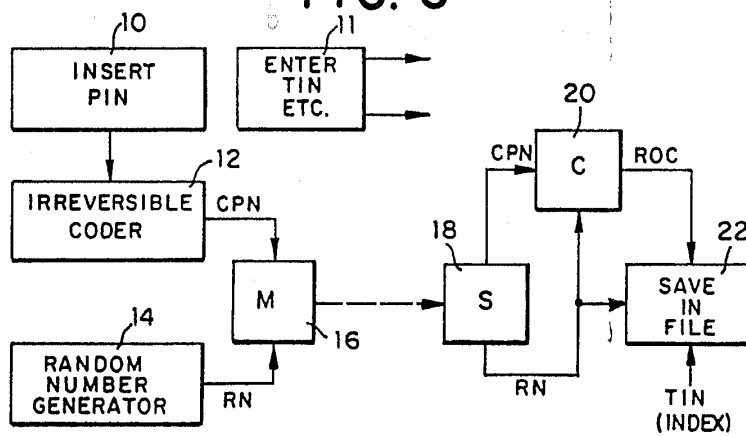 10
INSERT
PIN
11
ENTER
TIN
ETC.
12
IRREVERSIBLE
CODER
CPN
14
RANDOM
NUMBER
GENERATOR
RN
M
16
18
S
CPN
RN
20
C
ROC
22
SAVE
IN
FILE
TIN
(INDEX)